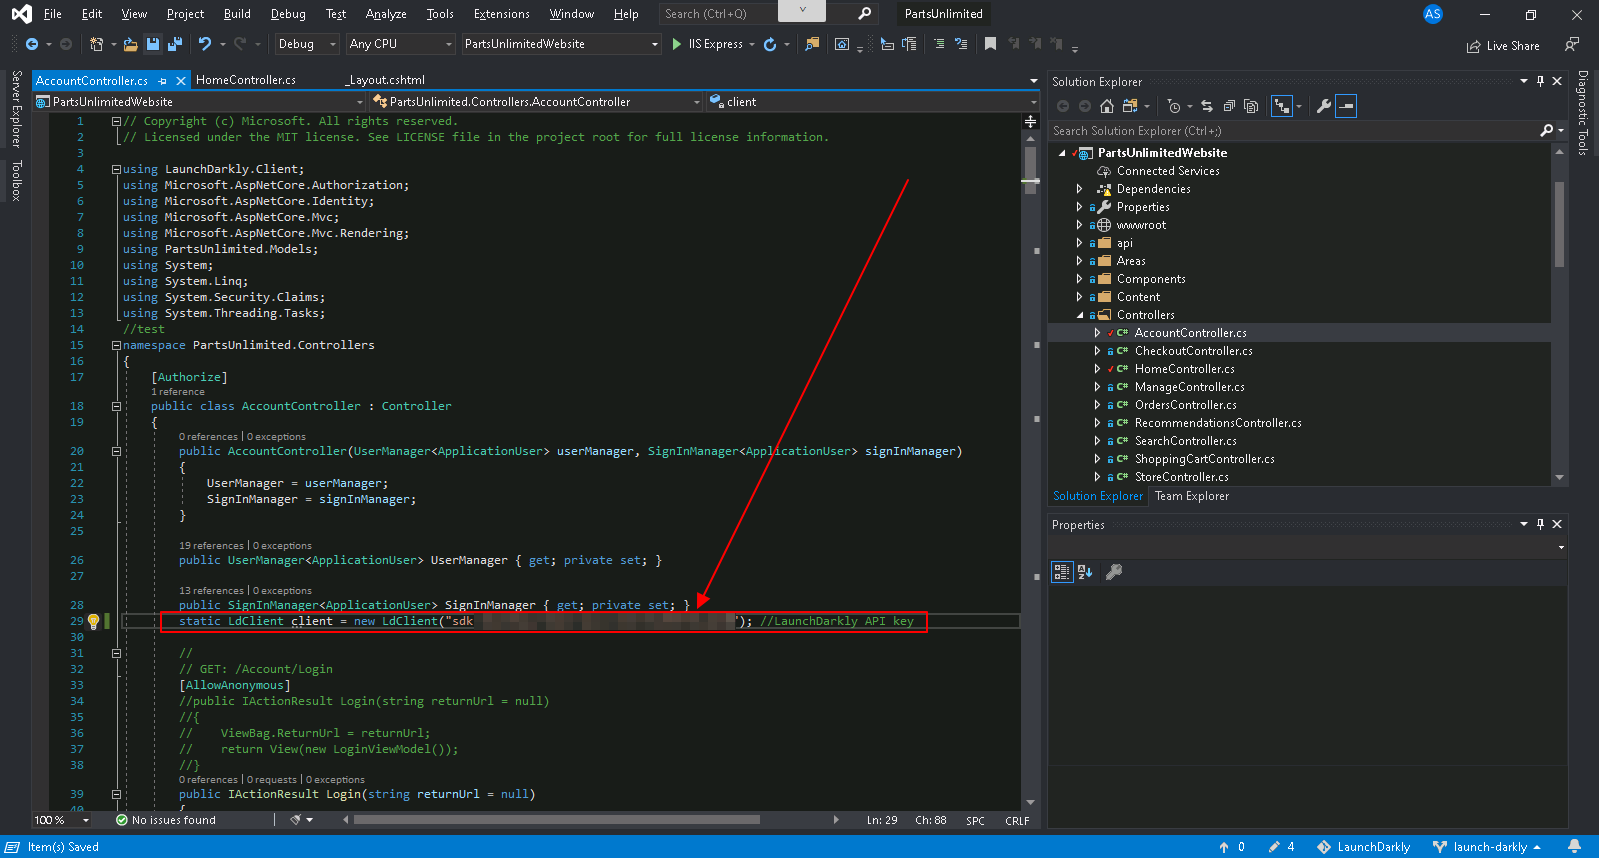 File Edit View Project Build Debug Test Analyze Tools Extensions Window Help Search (Ctrl+Q) PartsUnlimited AS
Debug Any CPU PartsUnlimitedWebsite IIS Express Live Share
Server Explorer
Toolbox
AccountController.cs HomeController.cs _Layout.cshtml
PartsUnlimitedWebsite PartsUnlimited.Controllers.AccountController client
1 // Copyright (c) Microsoft. All rights reserved.
2 // Licensed under the MIT license. See LICENSE file in the project root for full license information.
3
4 using LaunchDarkly.Client;
5 using Microsoft.AspNetCore.Authorization;
6 using Microsoft.AspNetCore.Identity;
7 using Microsoft.AspNetCore.Mvc;
8 using Microsoft.AspNetCore.Mvc.Rendering;
9 using PartsUnlimited.Models;
10 using System;
11 using System.Linq;
12 using System.Security.Claims;
13 using System.Threading.Tasks;
14 //test
15 namespace PartsUnlimited.Controllers
16 {
17 [Authorize]
1 reference
18 public class AccountController : Controller
19 {
0 references | 0 exceptions
20 public AccountController(UserManager<ApplicationUser> userManager, SignInManager<ApplicationUser> signInManager)
21 {
22 UserManager = userManager;
23 SignInManager = signInManager;
24 }
25
19 references | 0 exceptions
26 public UserManager<ApplicationUser> UserManager { get; private set; }
27
13 references | 0 exceptions
28 public SignInManager<ApplicationUser> SignInManager { get; private set; }
29 static LdClient client = new LdClient("sdk "); //LaunchDarkly API key
30
31 //
32 // GET: /Account/Login
33 [AllowAnonymous]
34 //public IActionResult Login(string returnUrl = null)
35 //{
36 // ViewBag.ReturnUrl = returnUrl;
37 // return View(new LoginViewModel());
38 //}
0 references | 0 requests | 0 exceptions
39 public IActionResult Login(string returnUrl = null)
40 {
100 % No issues found Ln: 29 Ch: 88 SPC CRLF
Solution Explorer
Search Solution Explorer (Ctrl+;)
PartsUnlimitedWebsite
Connected Services
Dependencies
Properties
wwwroot
api
Areas
Components
Content
Controllers
C# AccountController.cs
C# CheckoutController.cs
C# HomeController.cs
C# ManageController.cs
C# OrdersController.cs
C# RecommendationsController.cs
C# SearchController.cs
C# ShoppingCartController.cs
C# StoreController.cs
Solution Explorer Team Explorer
Properties
Diagnostic Tools
Item(s) Saved 0 4 LaunchDarkly launch-darkly